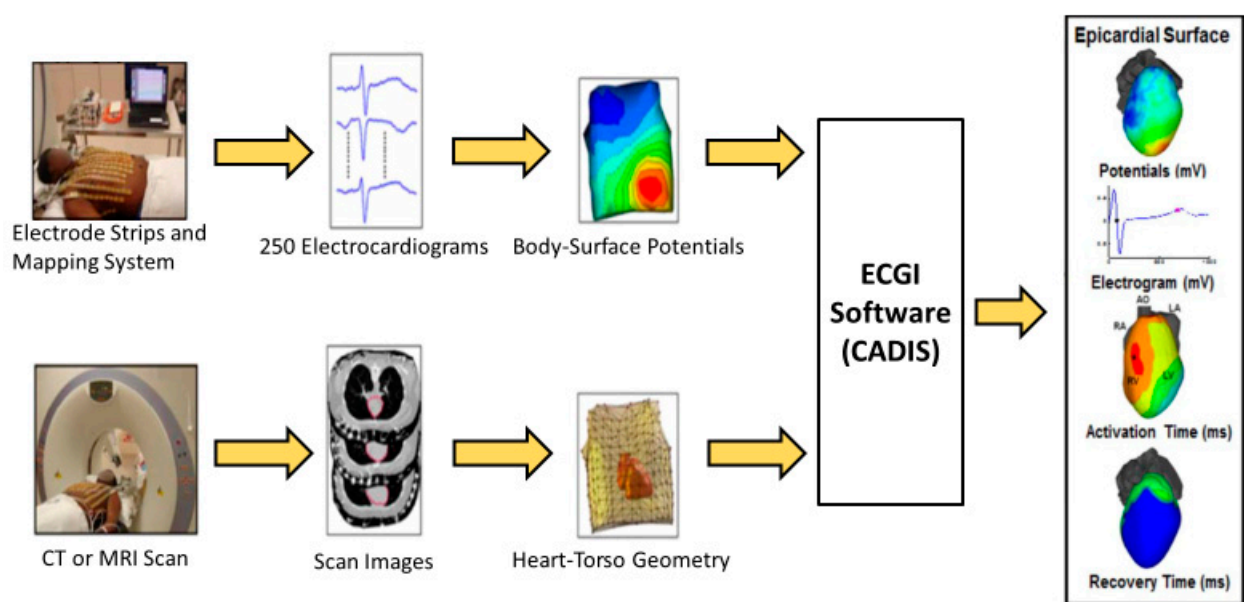 Electrode Strips and
Mapping System
250 Electrocardiograms
Body-Surface Potentials
CT or MRI Scan
Scan Images
Heart-Torso Geometry
ECGI
Software
(CADIS)
Epicardial Surface
Potentials (mV)
Electrogram (mV)
AO
LA
RA
RV
LV
Activation Time (ms)
Recovery Time (ms)